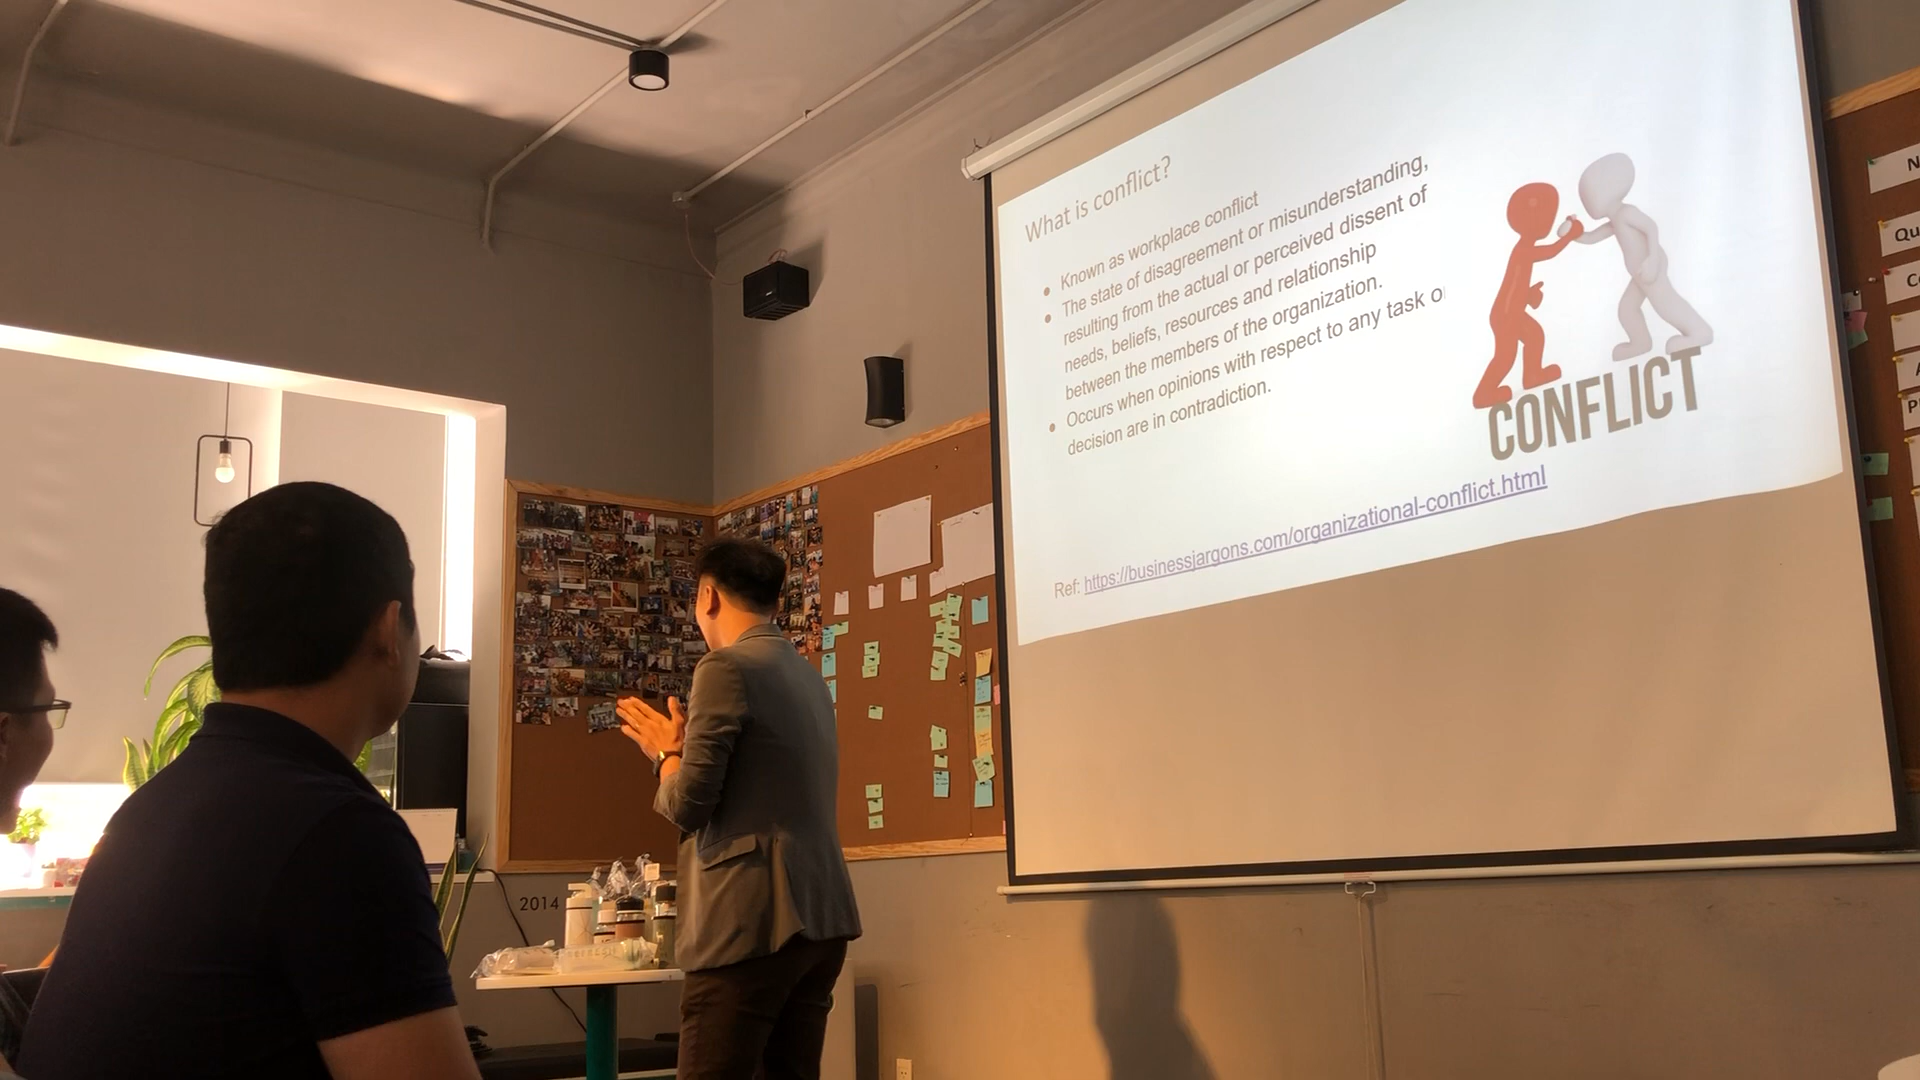 What is conflict?
Known as workplace conflict
The state of disagreement or misunderstanding,
resulting from the actual or perceived dissent of
needs, beliefs, resources and relationship
between the members of the organization.
Occurs when opinions with respect to any task o
decision are in contradiction.
CONFLICT
Ref: https://businessjargons.com/organizational-conflict.html
2014
N
Qu
C
A
P